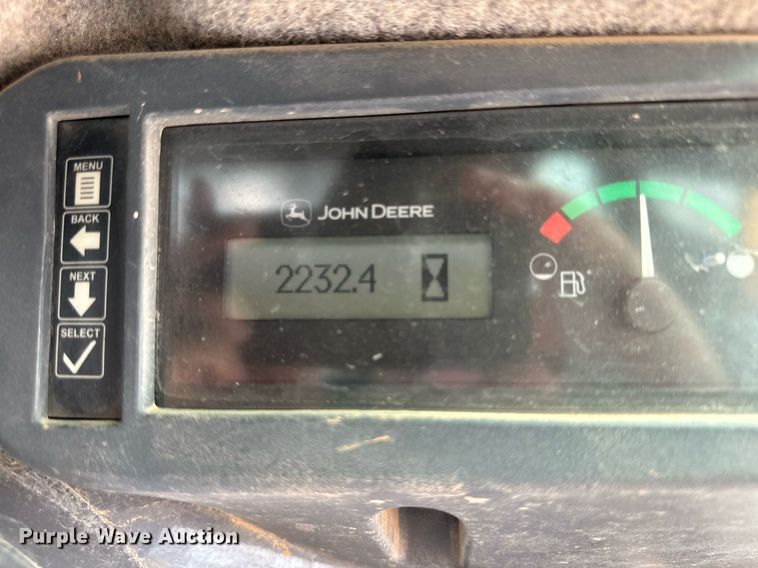 MENU
BACK
NEXT
SELECT
JOHN DEERE
2232.4
Purple Wave Auction